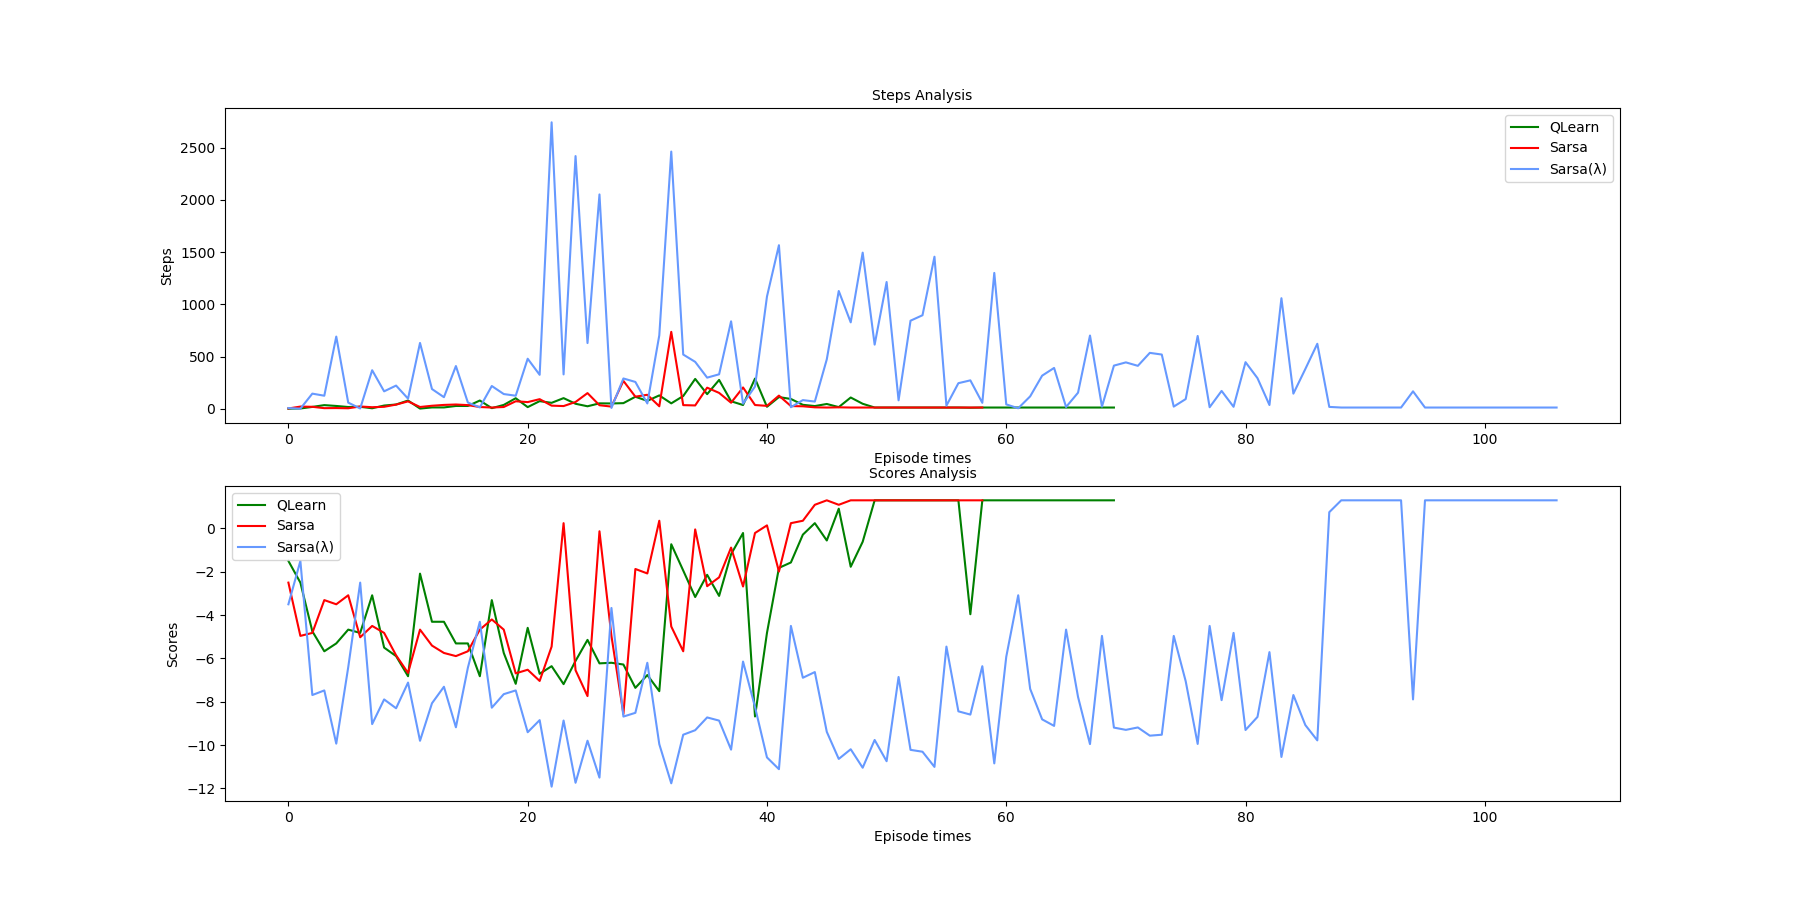 Steps Analysis
QLearn
Sarsa
Sarsa(λ)
Steps
2500
2000
1500
1000
500
0
0 20 40 60 80 100
Episode times
Scores Analysis
QLearn
Sarsa
Sarsa(λ)
Scores
0
−2
−4
−6
−8
−10
−12
0 20 40 60 80 100
Episode times